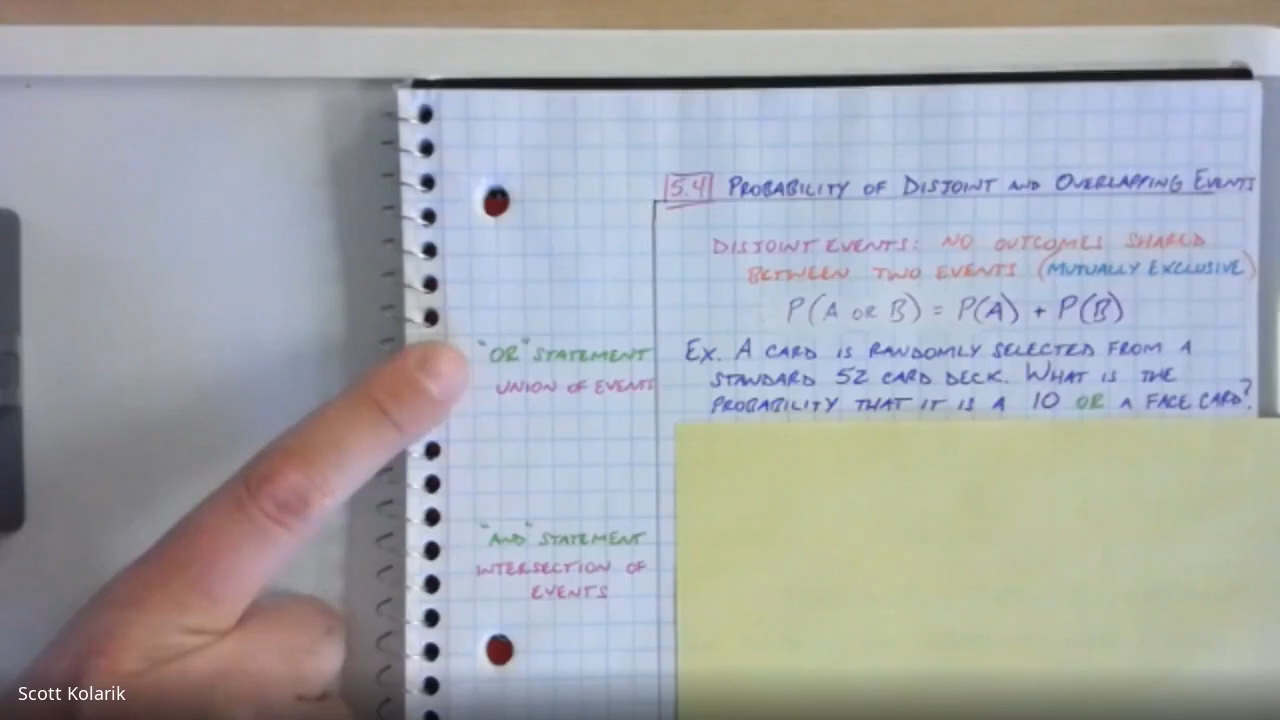 5.4 PROBABILITY OF DISJOINT AND OVERLAPPING EVENTS
DISJOINT EVENTS: NO OUTCOMES SHARED
BETWEEN TWO EVENTS (MUTUALLY EXCLUSIVE)
P(A OR B) = P(A) + P(B)
"OR" STATEMENT
UNION OF EVENTS
EX. A CARD IS RANDOMLY SELECTED FROM A
STANDARD 52 CARD DECK. WHAT IS THE
PROBABILITY THAT IT IS A 10 OR A FACE CARD?
"AND" STATEMENT
INTERSECTION OF
EVENTS
Scott Kolarik